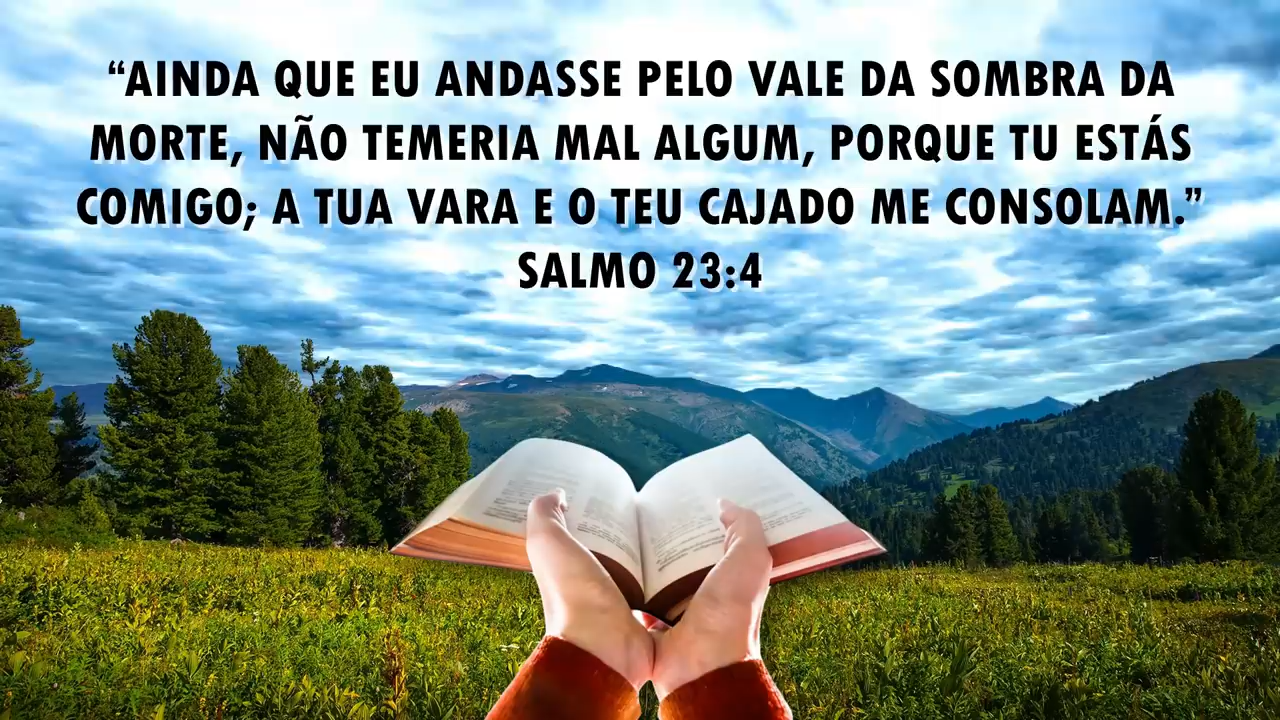 “AINDA QUE EU ANDASSE PELO VALE DA SOMBRA DA
MORTE, NÃO TEMERIA MAL ALGUM, PORQUE TU ESTÁS
COMIGO; A TUA VARA E O TEU CAJADO ME CONSOLAM.”
SALMO 23:4